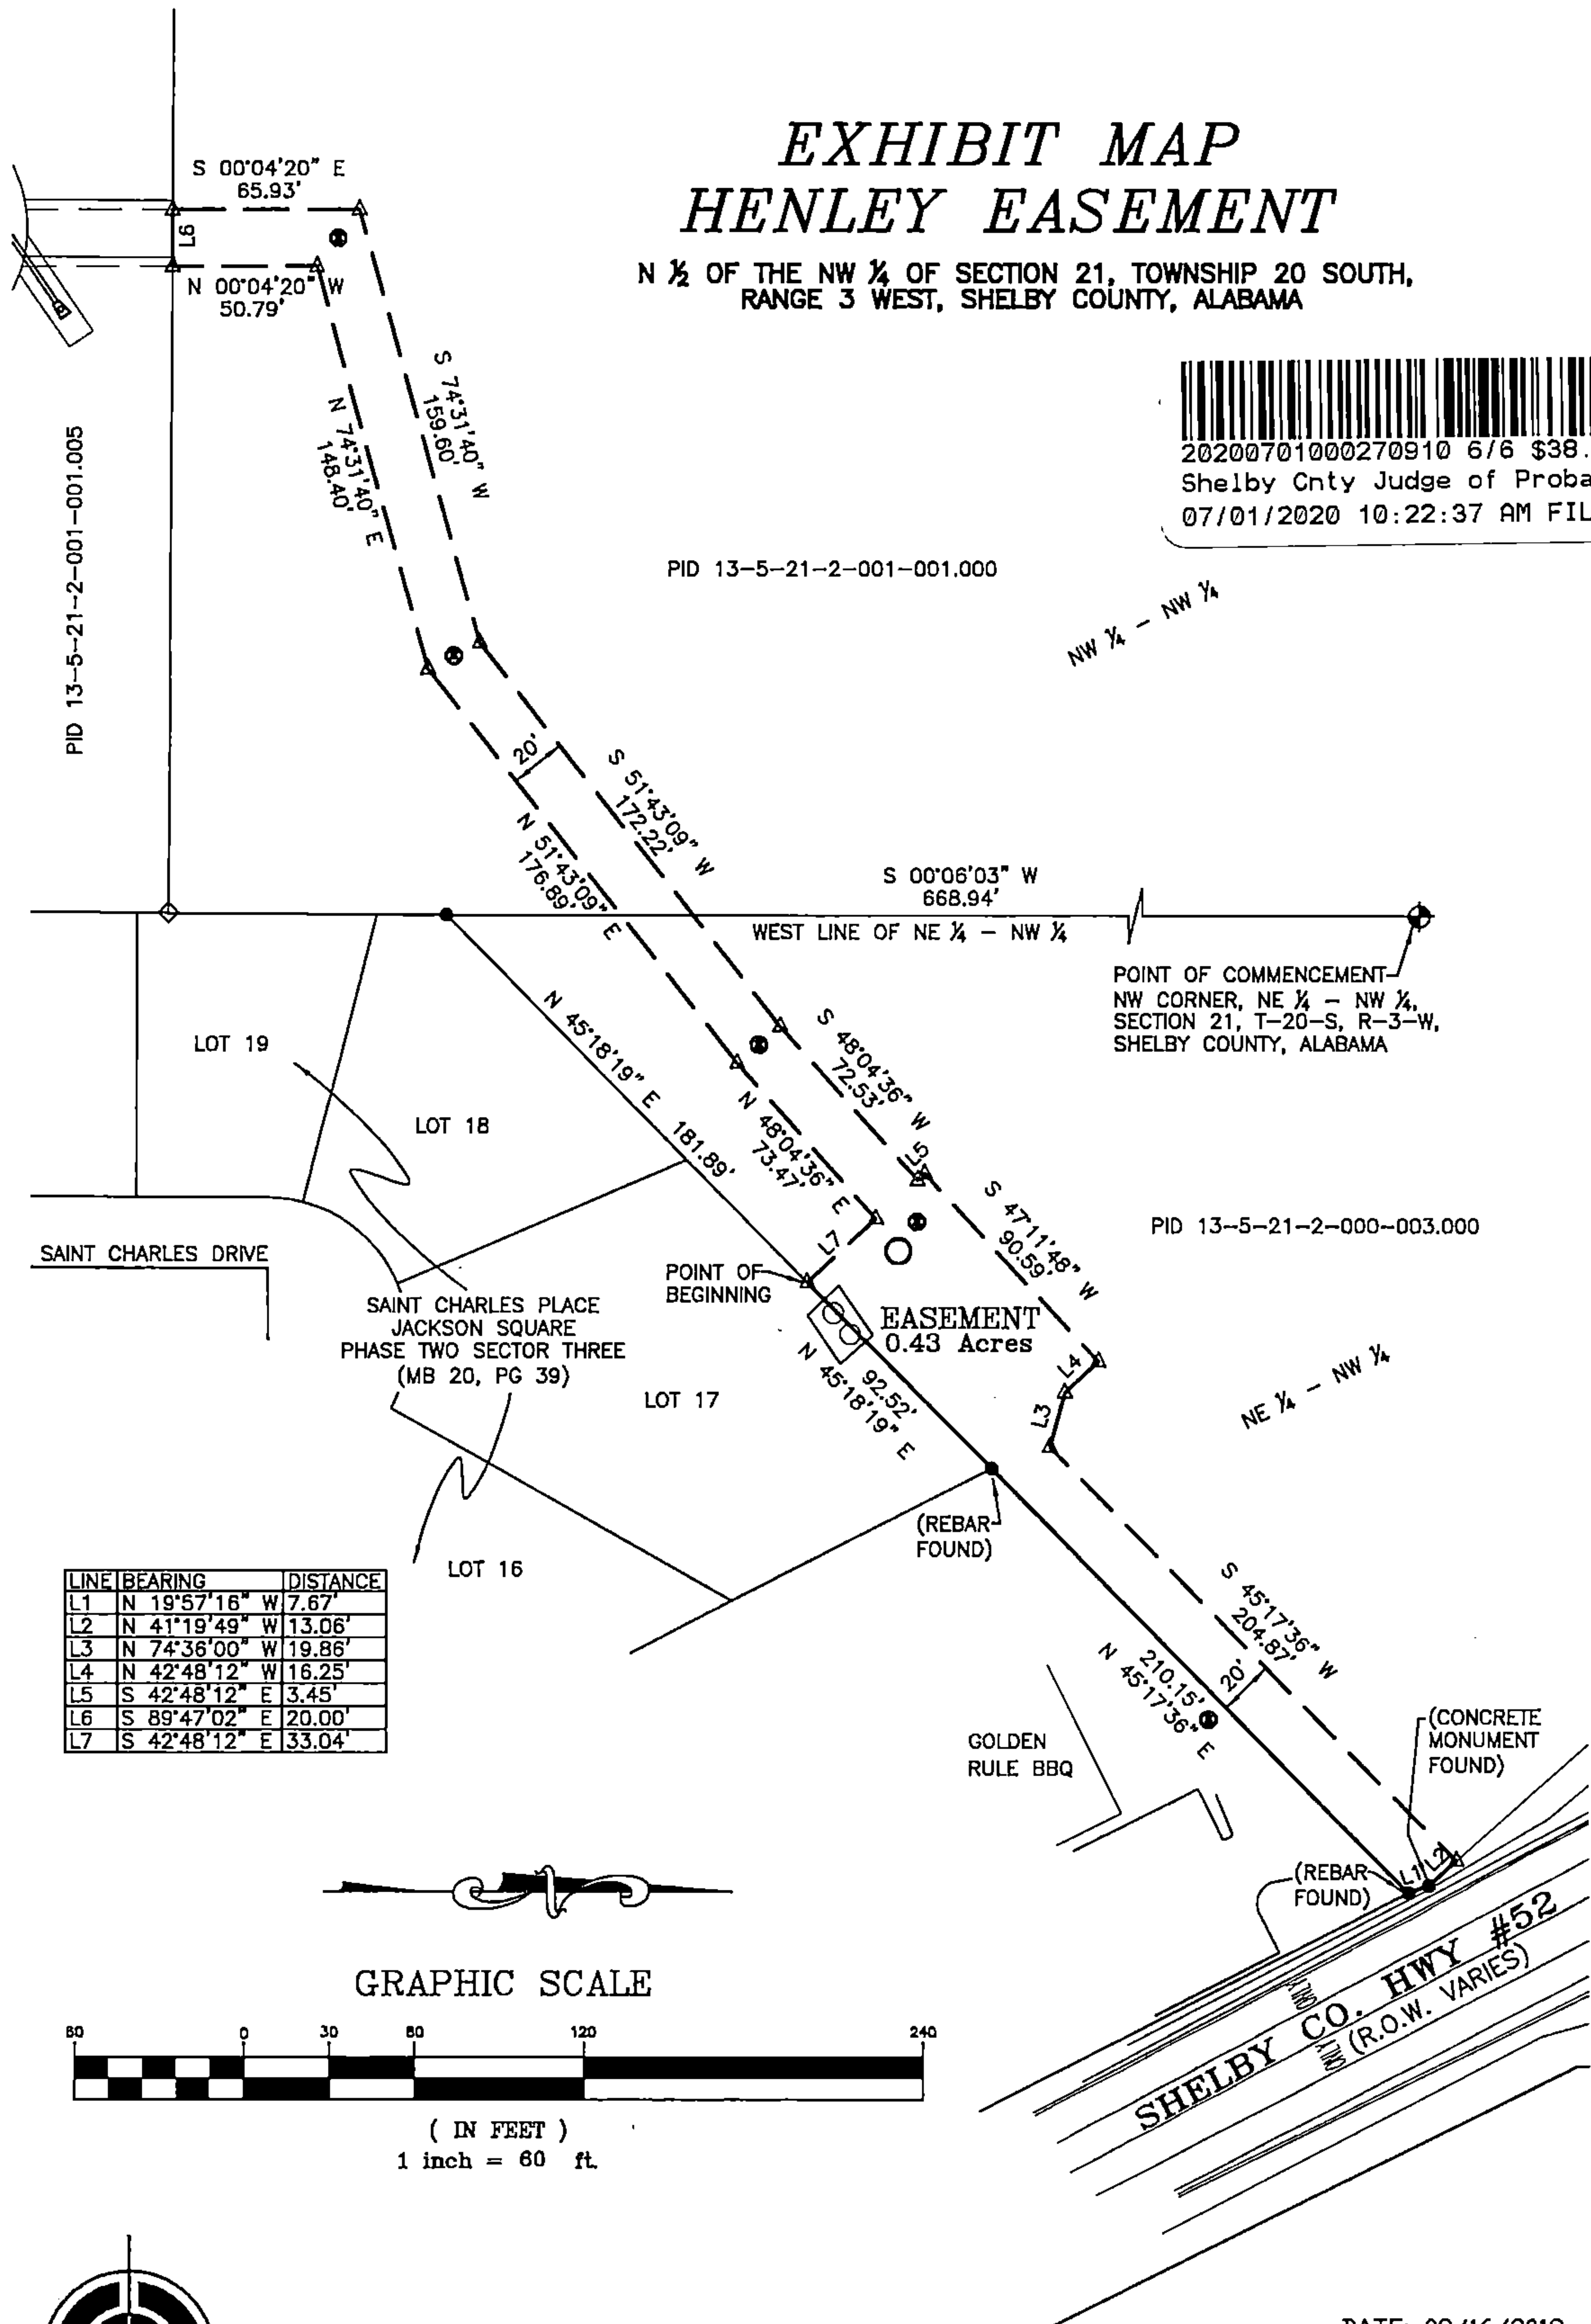 EXHIBIT MAP
HENLEY EASEMENT
N ½ OF THE NW ¼ OF SECTION 21, TOWNSHIP 20 SOUTH,
RANGE 3 WEST, SHELBY COUNTY, ALABAMA
S 00°04'20" E
65.93'
L6
N 00°04'20" W
50.79'
S 74°31'40" W
159.60'
N 74°31'40" E
148.40'
20200701000270910 6/6 $38.
Shelby Cnty Judge of Proba
07/01/2020 10:22:37 AM FIL
PID 13-5-21-2-001-001.005
PID 13-5-21-2-001-001.000
NW ¼ - NW ¼
20'
S 51°43'09" W
172.22'
N 51°43'09" E
176.89'
S 00°06'03" W
668.94'
WEST LINE OF NE ¼ - NW ¼
POINT OF COMMENCEMENT
NW CORNER, NE ¼ - NW ¼,
SECTION 21, T-20-S, R-3-W,
SHELBY COUNTY, ALABAMA
LOT 19
LOT 18
N 45°18'19" E 181.89'
S 48°04'36" W
72.53'
N 48°04'36" E
73.47'
L5
S 47°11'48" W
90.59'
PID 13-5-21-2-000-003.000
SAINT CHARLES DRIVE
L7
POINT OF
BEGINNING
SAINT CHARLES PLACE
JACKSON SQUARE
PHASE TWO SECTOR THREE
(MB 20, PG 39)
EASEMENT
0.43 Acres
92.52'
N 45°18'19" E
L4
L3
LOT 17
NE ¼ - NW ¼
(REBAR
FOUND)
LOT 16
LINE BEARING DISTANCE
L1 N 19°57'16" W 7.67'
L2 N 41°19'49" W 13.06'
L3 N 74°36'00" W 19.86'
L4 N 42°48'12" W 16.25'
L5 S 42°48'12" E 3.45'
L6 S 89°47'02" E 20.00'
L7 S 42°48'12" E 33.04'
S 45°17'36" W
204.87'
20'
210.15'
N 45°17'36" E
GOLDEN
RULE BBQ
(CONCRETE
MONUMENT
FOUND)
(REBAR
FOUND)
L1
L2
SHELBY CO. HWY #52
(R.O.W. VARIES)
ONLY
ONLY
GRAPHIC SCALE
60 0 30 60 120 240
( IN FEET )
1 inch = 60 ft.